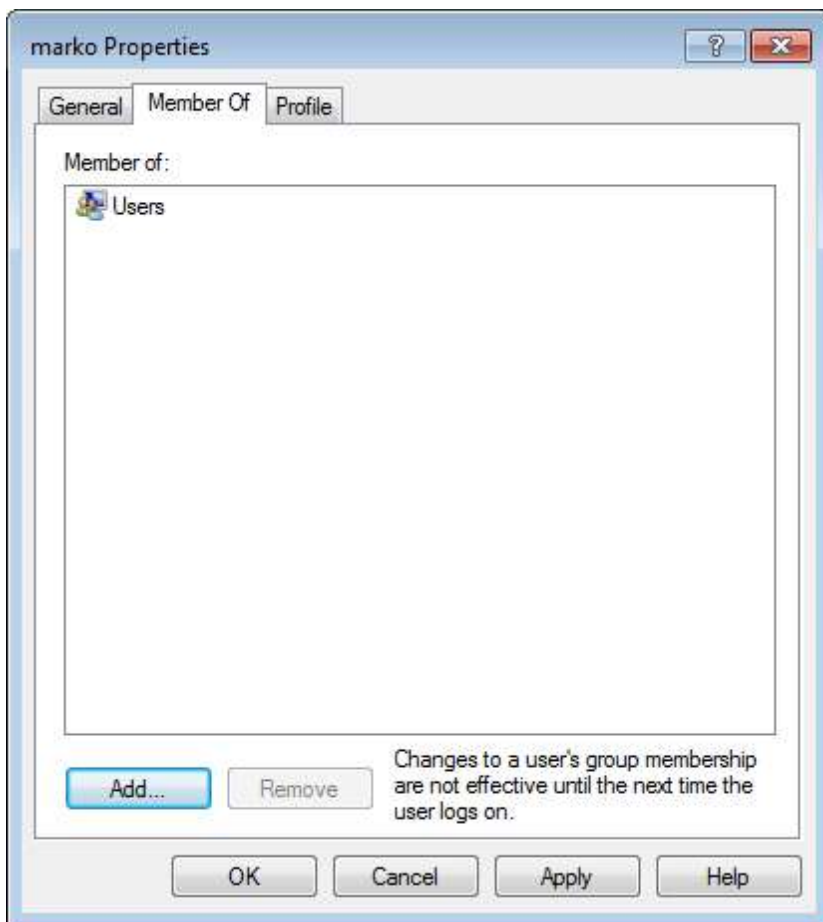 marko Properties
General Member Of Profile
Member of:
Users
Add... Remove
Changes to a user's group membership
are not effective until the next time the
user logs on.
OK Cancel Apply Help